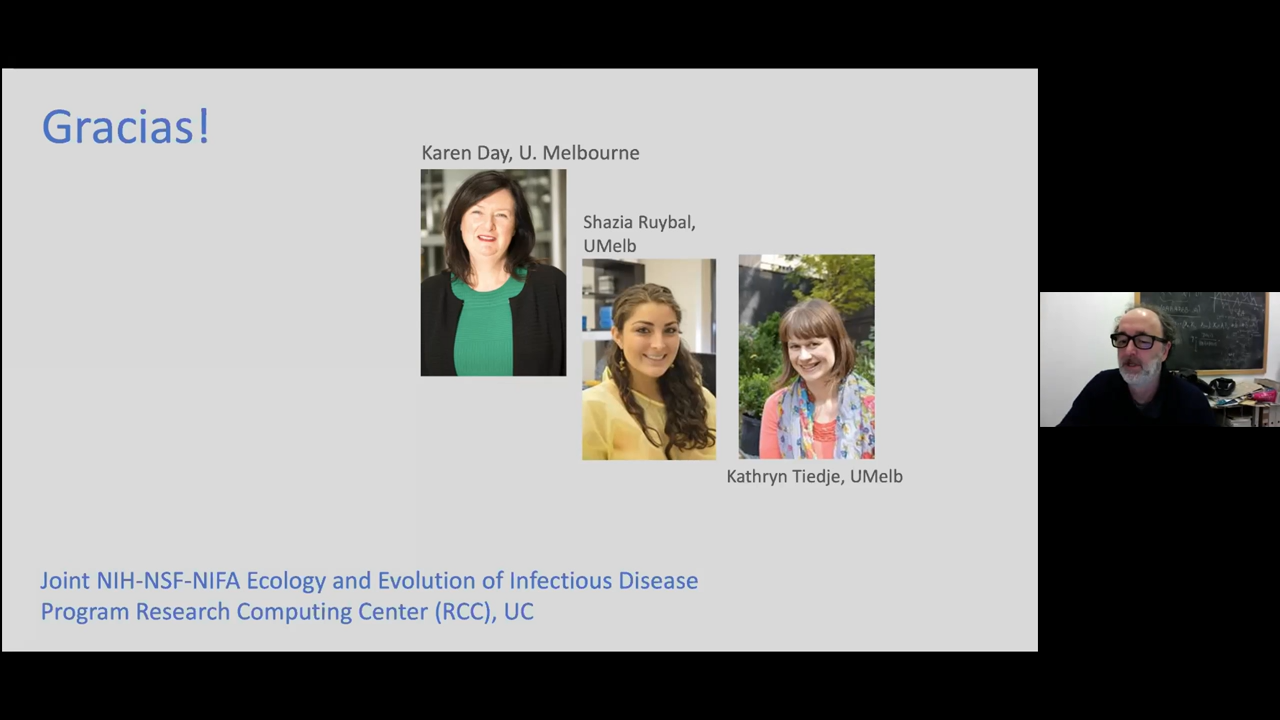 Gracias!
Karen Day, U. Melbourne
Shazia Ruybal,
UMelb
Kathryn Tiedje, UMelb
Joint NIH-NSF-NIFA Ecology and Evolution of Infectious Disease
Program Research Computing Center (RCC), UC